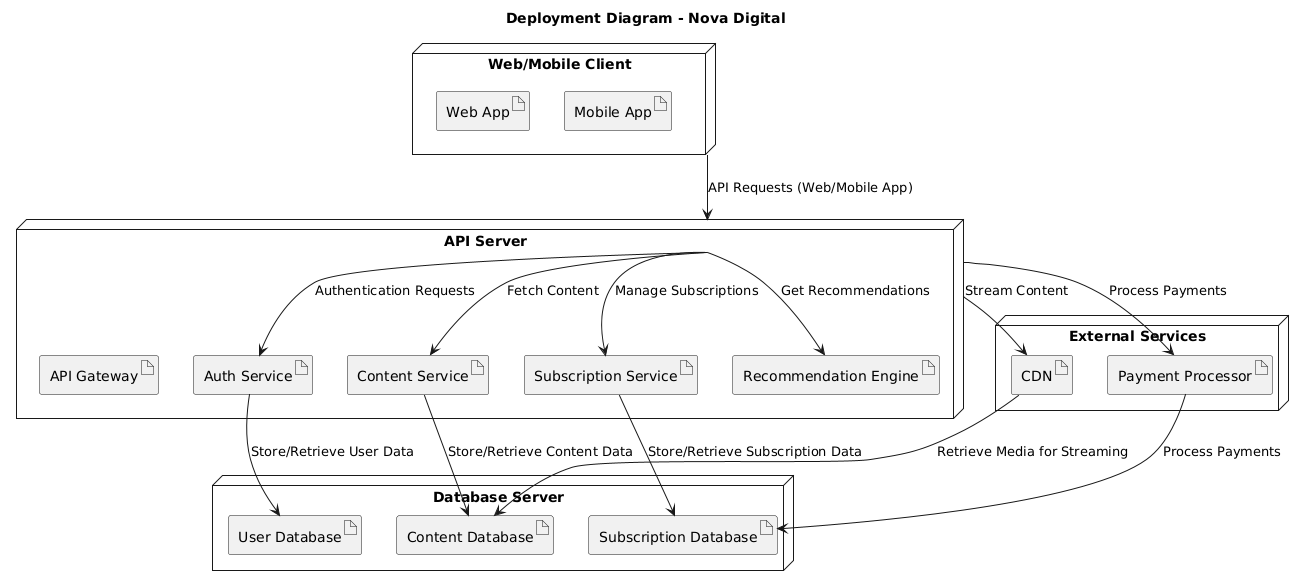 Deployment Diagram - Nova Digital
Web/Mobile Client
Web App
Mobile App
API Requests (Web/Mobile App)
API Server
Authentication Requests
Fetch Content
Manage Subscriptions
Get Recommendations
Stream Content
Process Payments
External Services
API Gateway
Auth Service
Content Service
Subscription Service
Recommendation Engine
CDN
Payment Processor
Store/Retrieve User Data
Store/Retrieve Content Data
Store/Retrieve Subscription Data
Retrieve Media for Streaming
Process Payments
Database Server
User Database
Content Database
Subscription Database